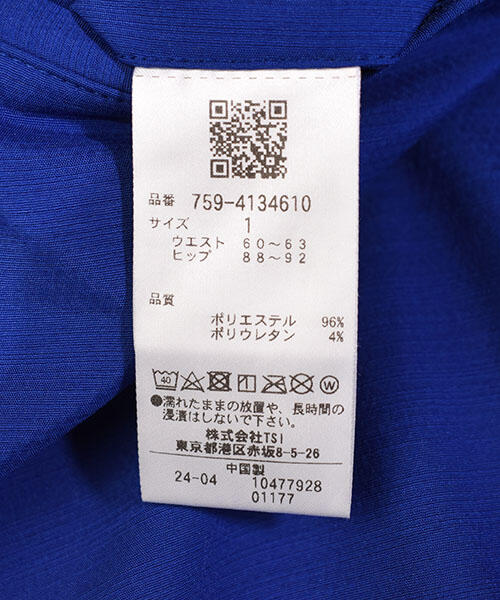 品番 759-4134610
サイズ 1
ウエスト 60～63
ヒップ 88～92
品質
ポリエステル 96%
ポリウレタン 4%
40 W
●濡れたままの放置や、長時間の
浸漬はしないで下さい。
株式会社TSI
東京都港区赤坂8-5-26
中国製
24-04 10477928
01177